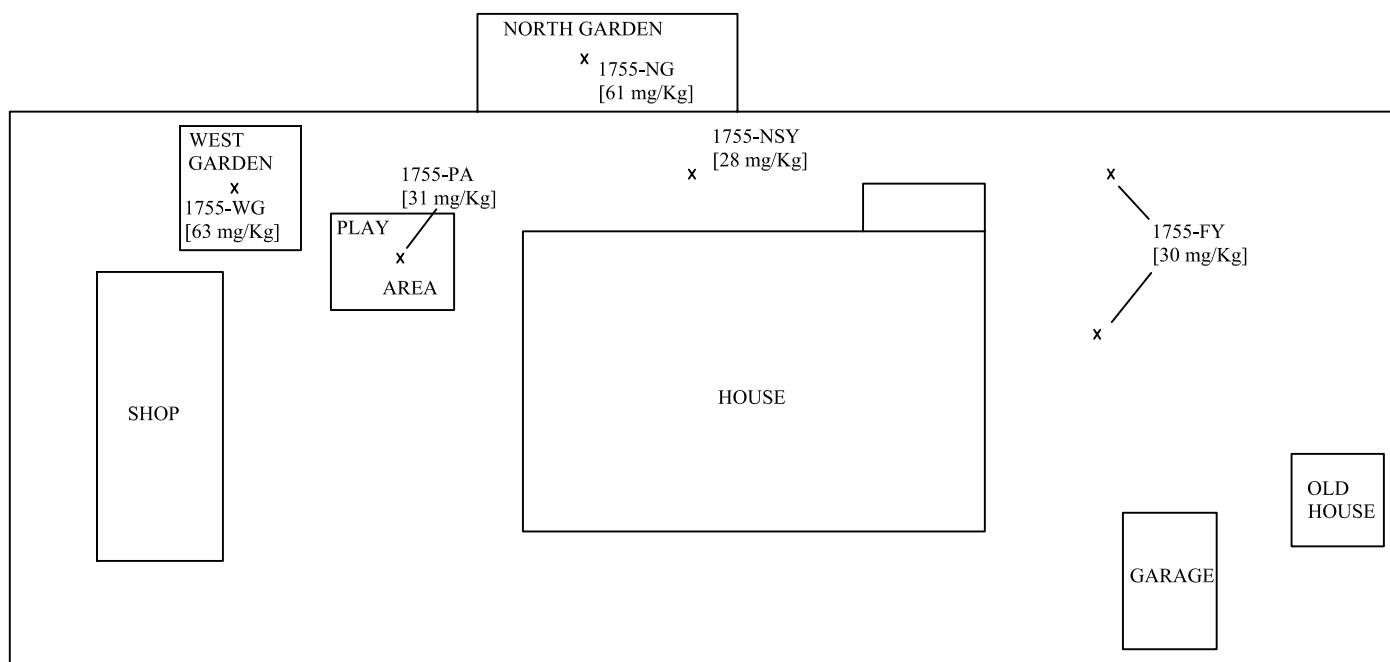 NORTH GARDEN
x
1755-NG
[61 mg/Kg]
WEST
GARDEN
x
1755-WG
[63 mg/Kg]
1755-PA
[31 mg/Kg]
PLAY
x
AREA
1755-NSY
[28 mg/Kg]
x
x
1755-FY
[30 mg/Kg]
x
SHOP
HOUSE
OLD
HOUSE
GARAGE